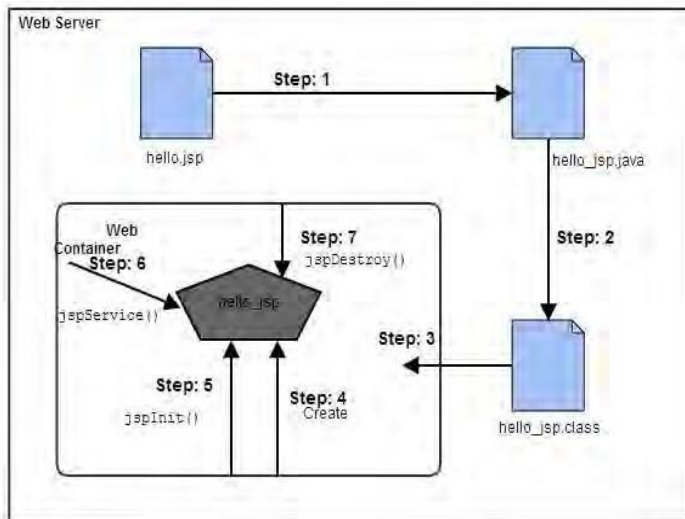 Web Server
Step: 1
hello.jsp
hello_jsp.java
Step: 2
Web
Container
Step: 6
jspService()
Step: 7
jspDestroy()
hello_jsp
Step: 3
Step: 5
jspInit()
Step: 4
Create
hello_jsp.class